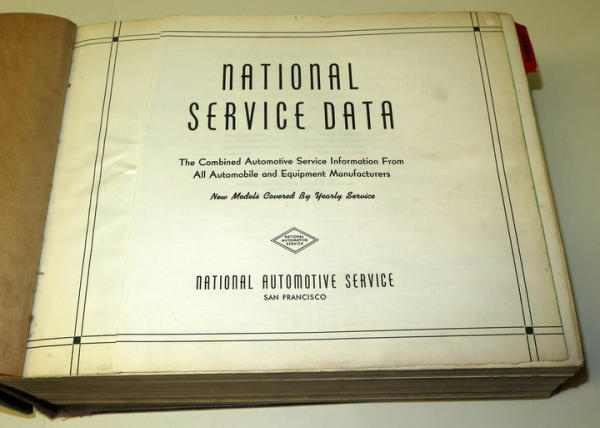 NATIONAL
SERVICE DATA
The Combined Automotive Service Information From
All Automobile and Equipment Manufacturers
New Models Covered By Yearly Service
NATIONAL
AUTOMOTIVE
SERVICE
NATIONAL AUTOMOTIVE SERVICE
SAN FRANCISCO